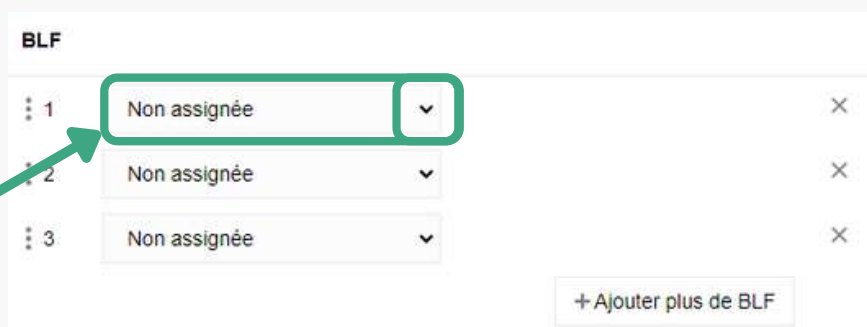 BLF
1 Non assignée
2 Non assignée
3 Non assignée
+ Ajouter plus de BLF